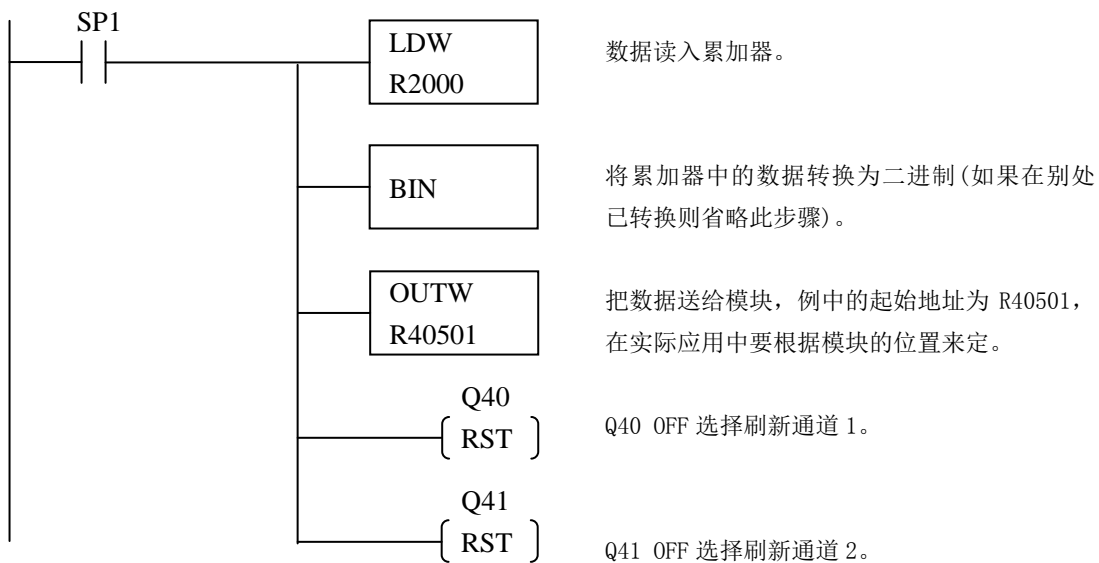 SP1
LDW
R2000
数据读入累加器。
BIN
将累加器中的数据转换为二进制(如果在别处
已转换则省略此步骤)。
OUTW
R40501
把数据送给模块，例中的起始地址为 R40501，
在实际应用中要根据模块的位置来定。
Q40
RST
Q40 OFF 选择刷新通道 1。
Q41
RST
Q41 OFF 选择刷新通道 2。